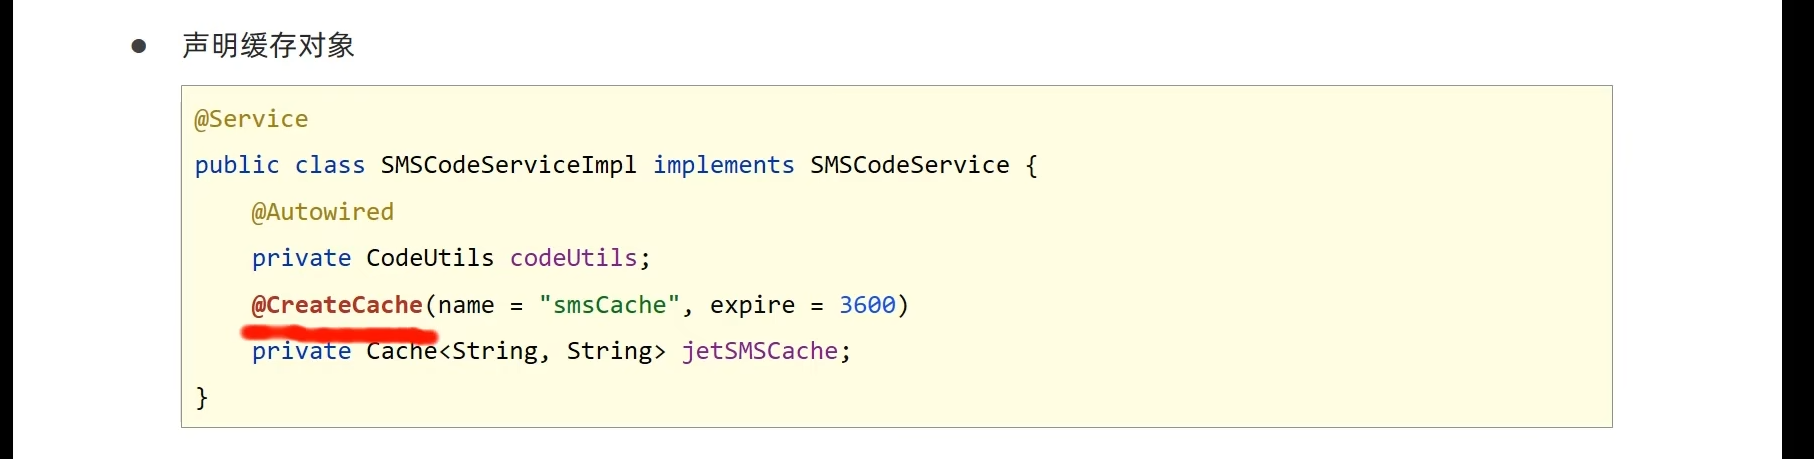 ● 声明缓存对象
@Service
public class SMSCodeServiceImpl implements SMSCodeService {
    @Autowired
    private CodeUtils codeUtils;
    @CreateCache(name = "smsCache", expire = 3600)
    private Cache<String, String> jetSMSCache;
}